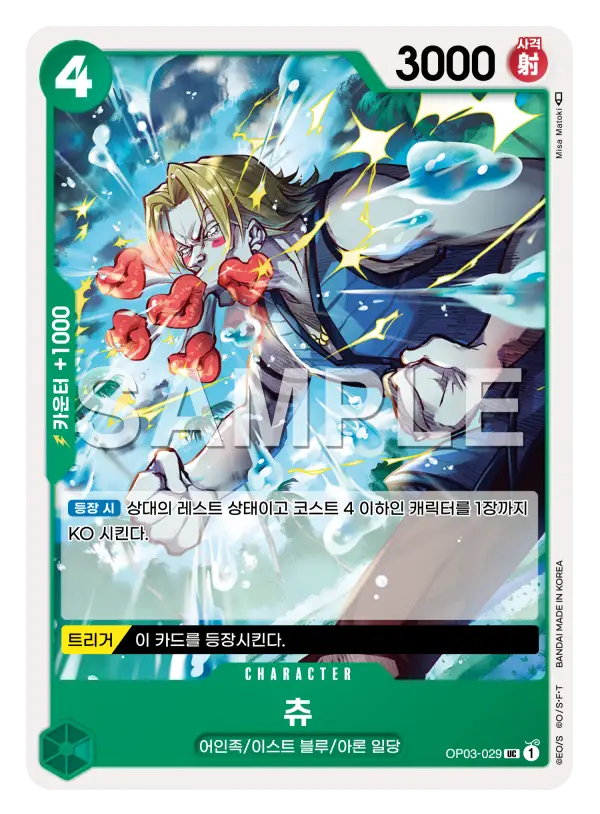 4
3000
사격
射
Misa Matoki
카운터 +1000
SAMPLE
등장 시 상대의 레스트 상태이고 코스트 4 이하인 캐릭터를 1장까지
KO 시킨다.
트리거 이 카드를 등장시킨다.
CHARACTER
츄
어인족/이스트 블루/아론 일당
OP03-029 UC 1
©EO/S ©O/S·F·T BANDAI MADE IN KOREA